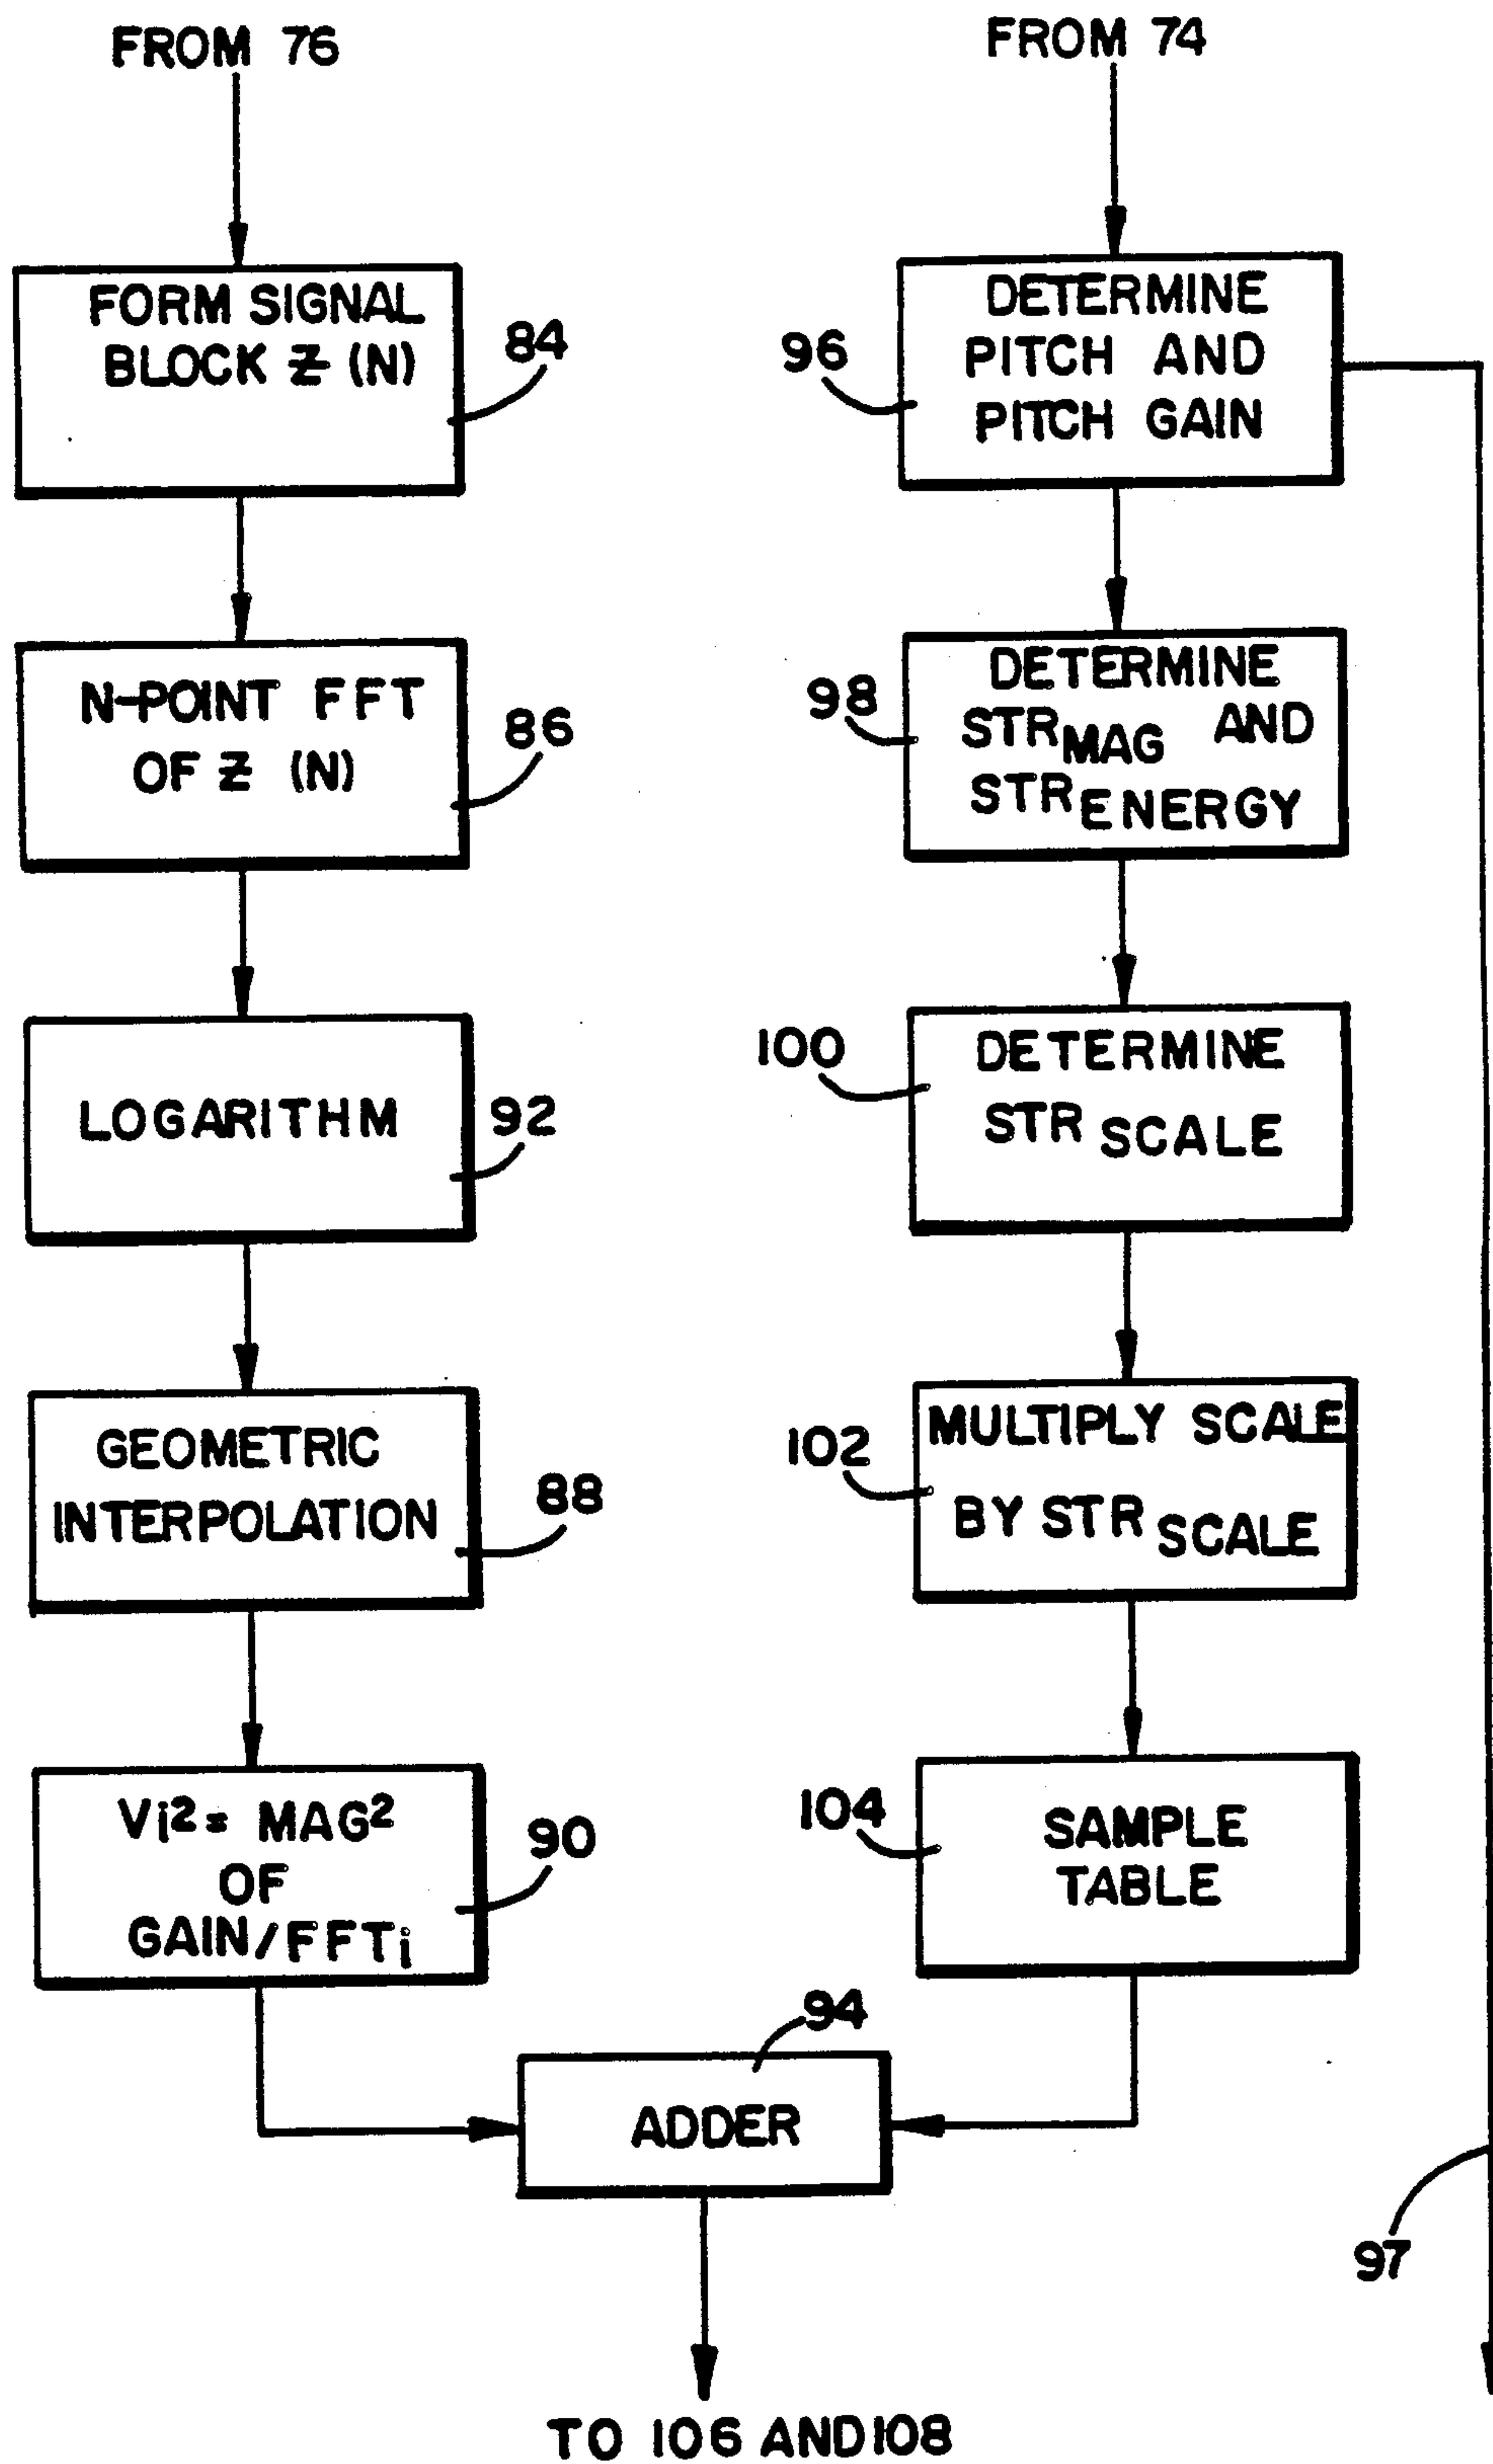 FROM 76
FORM SIGNAL
BLOCK Z (N)
84
N-POINT FFT
OF Z (N)
86
LOGARITHM
92
GEOMETRIC
INTERPOLATION
88
Vi2 = MAG2
OF
GAIN/FFTi
90
FROM 74
DETERMINE
PITCH AND
PITCH GAIN
96
DETERMINE
STRMAG AND
STRENERGY
98
DETERMINE
STR SCALE
100
MULTIPLY SCALE
BY STR SCALE
102
SAMPLE
TABLE
104
94
ADDER
97
TO 106 AND 108